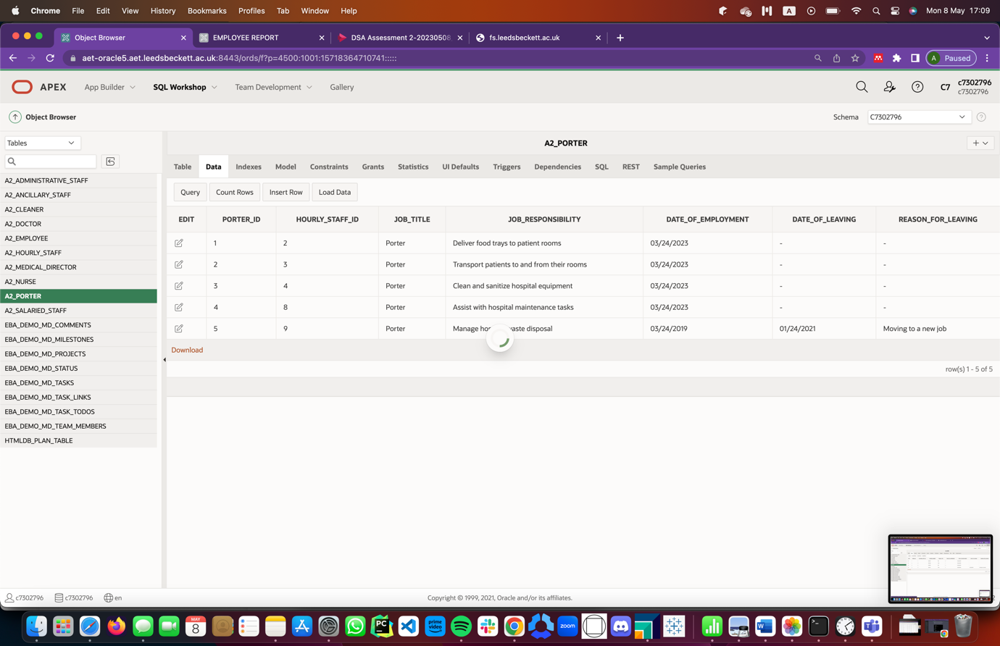 Chrome File Edit View History Bookmarks Profiles Tab Window Help A Mon 8 May 17:09
Object Browser EMPLOYEE REPORT DSA Assessment 2-20230508 fs.leedsbeckett.ac.uk
aet-oracle5.aet.leedsbeckett.ac.uk:8443/ords/f?p=4500:1001:15718364710741::::: A Paused
APEX App Builder SQL Workshop Team Development Gallery C7 c7302796
c7302796
Object Browser Schema C7302796
Tables A2_PORTER
Table Data Indexes Model Constraints Grants Statistics UI Defaults Triggers Dependencies SQL REST Sample Queries
A2_ADMINISTRATIVE_STAFF
A2_ANCILLARY_STAFF
A2_CLEANER
A2_DOCTOR
A2_EMPLOYEE
A2_HOURLY_STAFF
A2_MEDICAL_DIRECTOR
A2_NURSE
A2_PORTER
A2_SALARIED_STAFF
EBA_DEMO_MD_COMMENTS
EBA_DEMO_MD_MILESTONES
EBA_DEMO_MD_PROJECTS
EBA_DEMO_MD_STATUS
EBA_DEMO_MD_TASKS
EBA_DEMO_MD_TASK_LINKS
EBA_DEMO_MD_TASK_TODOS
EBA_DEMO_MD_TEAM_MEMBERS
HTMLDB_PLAN_TABLE
Query Count Rows Insert Row Load Data
EDIT PORTER_ID HOURLY_STAFF_ID JOB_TITLE JOB_RESPONSIBILITY DATE_OF_EMPLOYMENT DATE_OF_LEAVING REASON_FOR_LEAVING
1 2 Porter Deliver food trays to patient rooms 03/24/2023 - -
2 3 Porter Transport patients to and from their rooms 03/24/2023 - -
3 4 Porter Clean and sanitize hospital equipment 03/24/2023 - -
4 8 Porter Assist with hospital maintenance tasks 03/24/2023 - -
5 9 Porter Manage disposal 03/24/2019 01/24/2021 Moving to a new job
Download
row(s) 1 - 5 of 5
c7302796 c7302796 en Copyright © 1999, 2021, Oracle and/or its affiliates.
MAY
8
PC
prime
video
zoom
W